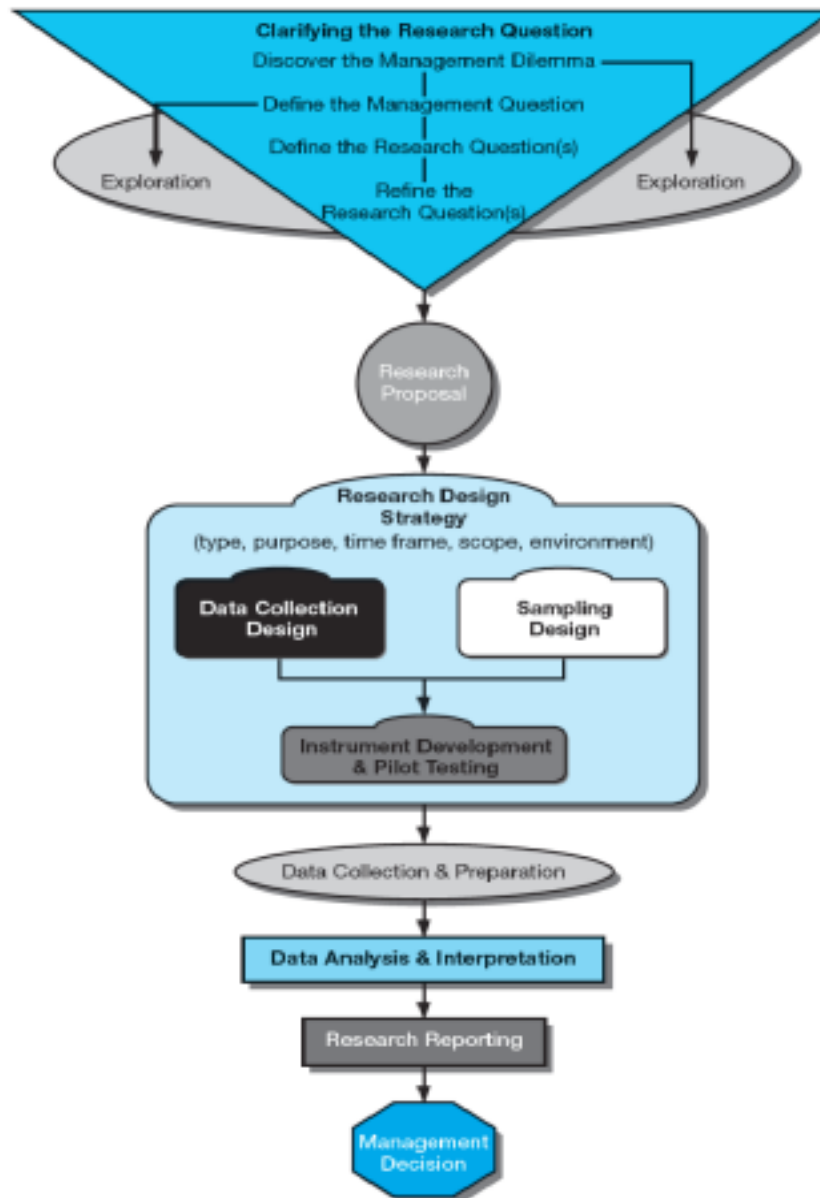 Clarifying the Research Question
Discover the Management Dilemma
Define the Management Question
Define the Research Question(s)
Exploration
Exploration
Refine the
Research Question(s)
Research
Proposal
Research Design
Strategy
(type, purpose, time frame, scope, environment)
Data Collection
Design
Sampling
Design
Instrument Development
& Pilot Testing
Data Collection & Preparation
Data Analysis & Interpretation
Research Reporting
Management
Decision